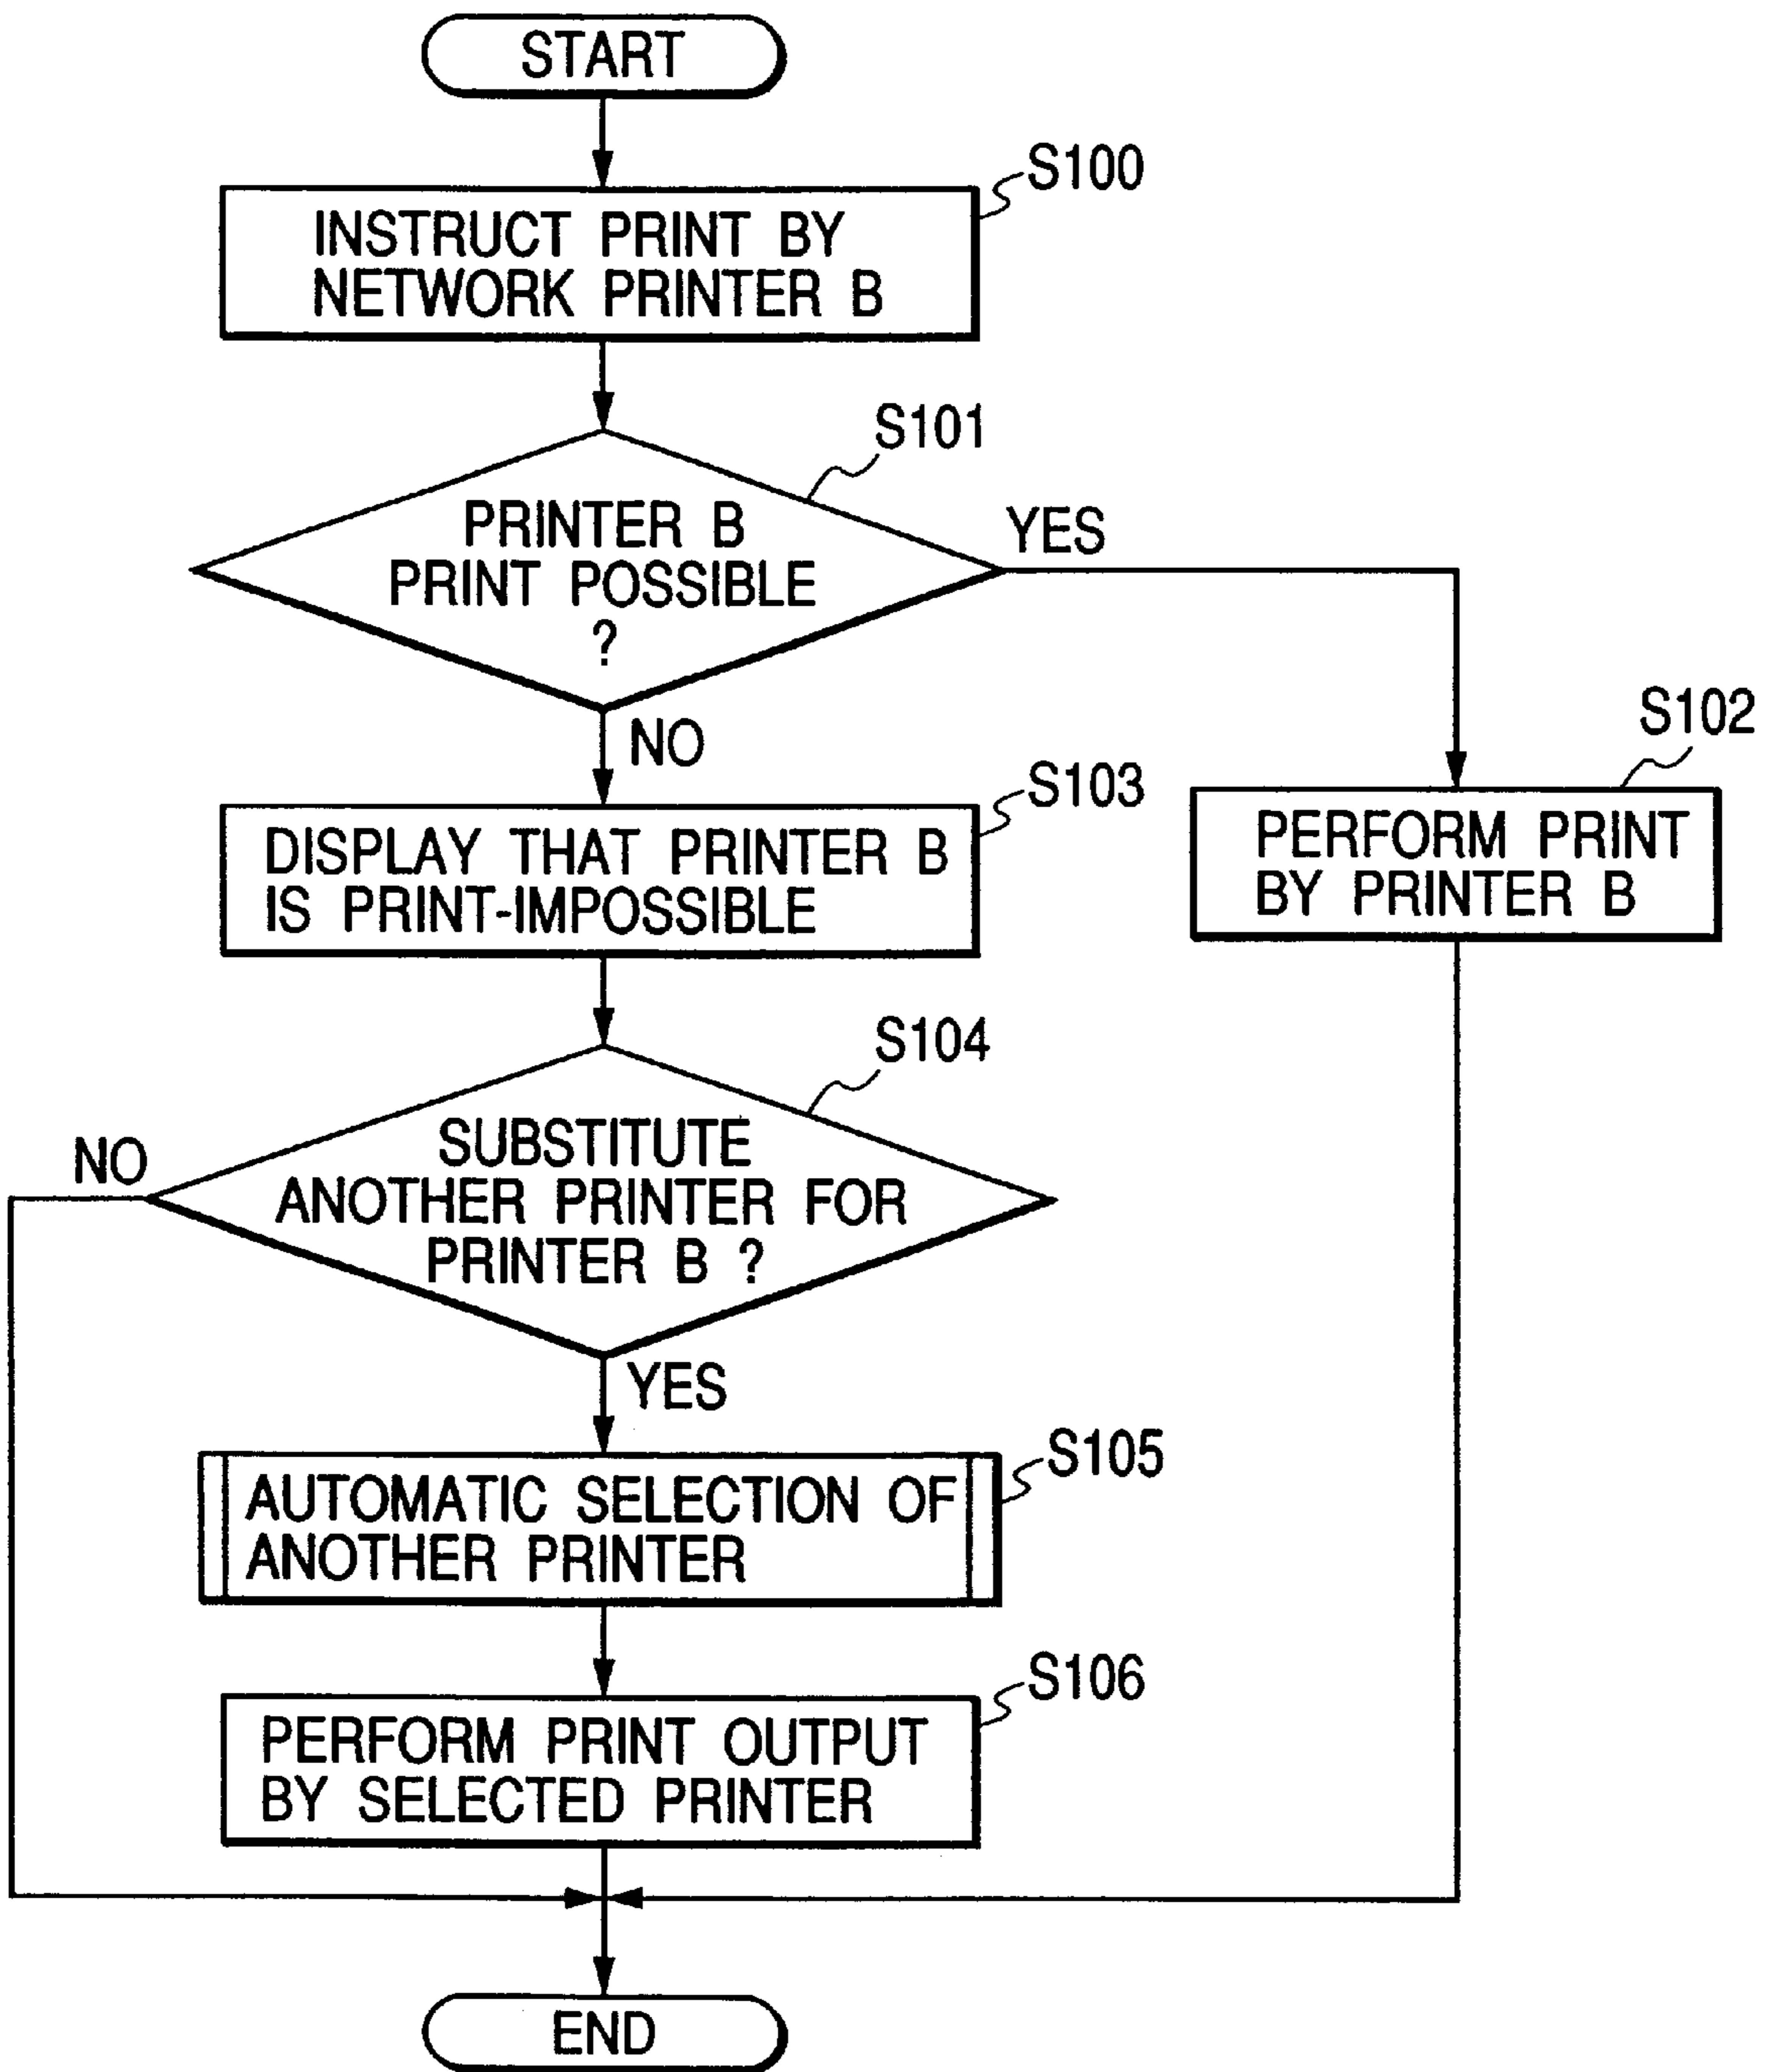 START
S100
INSTRUCT PRINT BY
NETWORK PRINTER B
S101
PRINTER B
PRINT POSSIBLE
?
YES
NO
S102
PERFORM PRINT
BY PRINTER B
S103
DISPLAY THAT PRINTER B
IS PRINT-IMPOSSIBLE
S104
SUBSTITUTE
ANOTHER PRINTER FOR
PRINTER B ?
NO
YES
S105
AUTOMATIC SELECTION OF
ANOTHER PRINTER
S106
PERFORM PRINT OUTPUT
BY SELECTED PRINTER
END